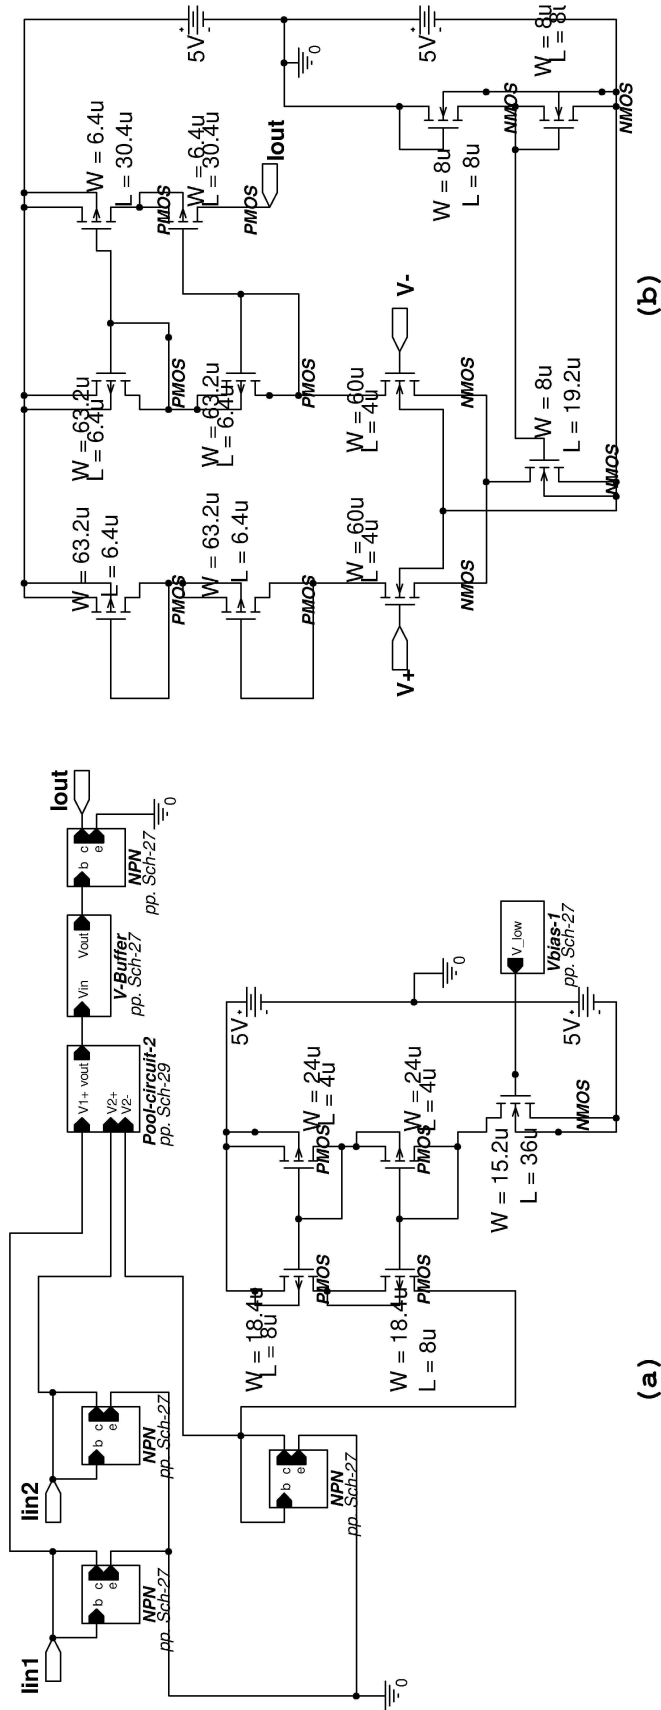 Iin1
b
c
e
NPN
pp. Sch-27
Iin2
b
c
e
NPN
pp. Sch-27
V1+ vout
V2+
V2-
Pool-circuit-2
pp. Sch-29
Vin Vout
V-Buffer
pp. Sch-27
b
c
e
NPN
pp. Sch-27
Iout
0
b
c
e
NPN
pp. Sch-27
0
5V
+
-
0
W = 18.4u
L = 8u
PMOS
W = 24u
L = 4u
PMOS
W = 18.4u
L = 8u
PMOS
W = 24u
L = 4u
PMOS
W = 15.2u
L = 36u
NMOS
V_low
Vbias-1
pp. Sch-27
5V
+
-
(a)
5V
+
-
0
5V
+
-
W = 63.2u
L = 6.4u
PMOS
W = 63.2u
L = 6.4u
PMOS
W = 6.4u
L = 30.4u
PMOS
W = 63.2u
L = 6.4u
PMOS
W = 63.2u
L = 6.4u
PMOS
W = 6.4u
L = 30.4u
PMOS
Iout
V+
W = 60u
L = 4u
NMOS
W = 60u
L = 4u
NMOS
V-
W = 8u
L = 8u
NMOS
W = 8u
L = 19.2u
NMOS
W = 8u
L = 8u
NMOS
(b)